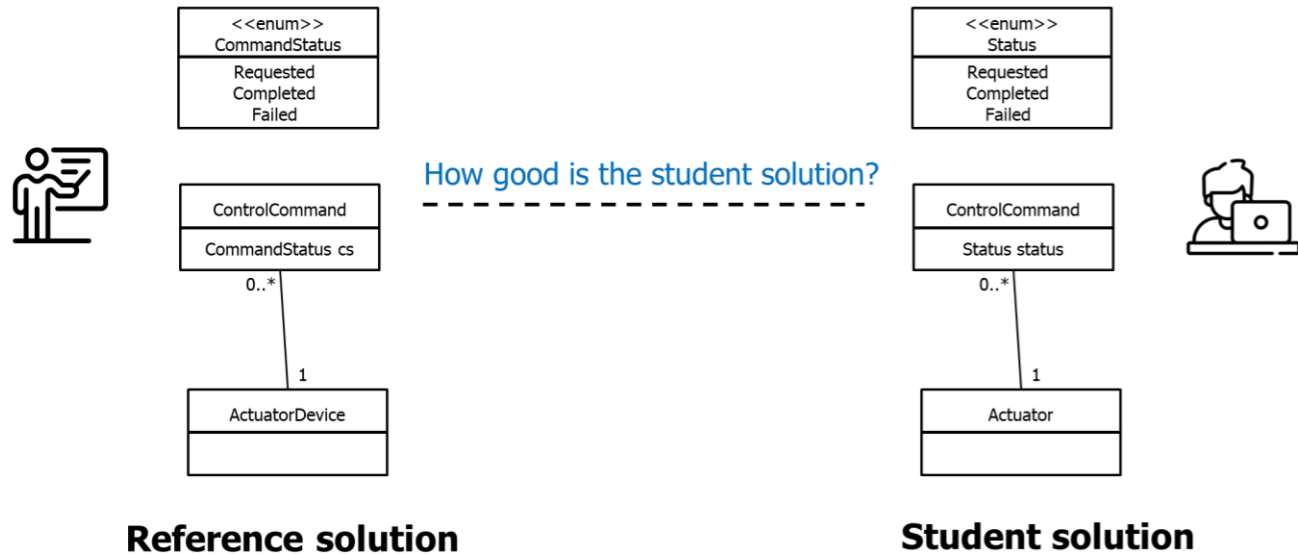 <<enum>>
CommandStatus
Requested
Completed
Failed
ControlCommand
CommandStatus cs
0..*
1
ActuatorDevice
Reference solution
How good is the student solution?
<<enum>>
Status
Requested
Completed
Failed
ControlCommand
Status status
0..*
1
Actuator
Student solution